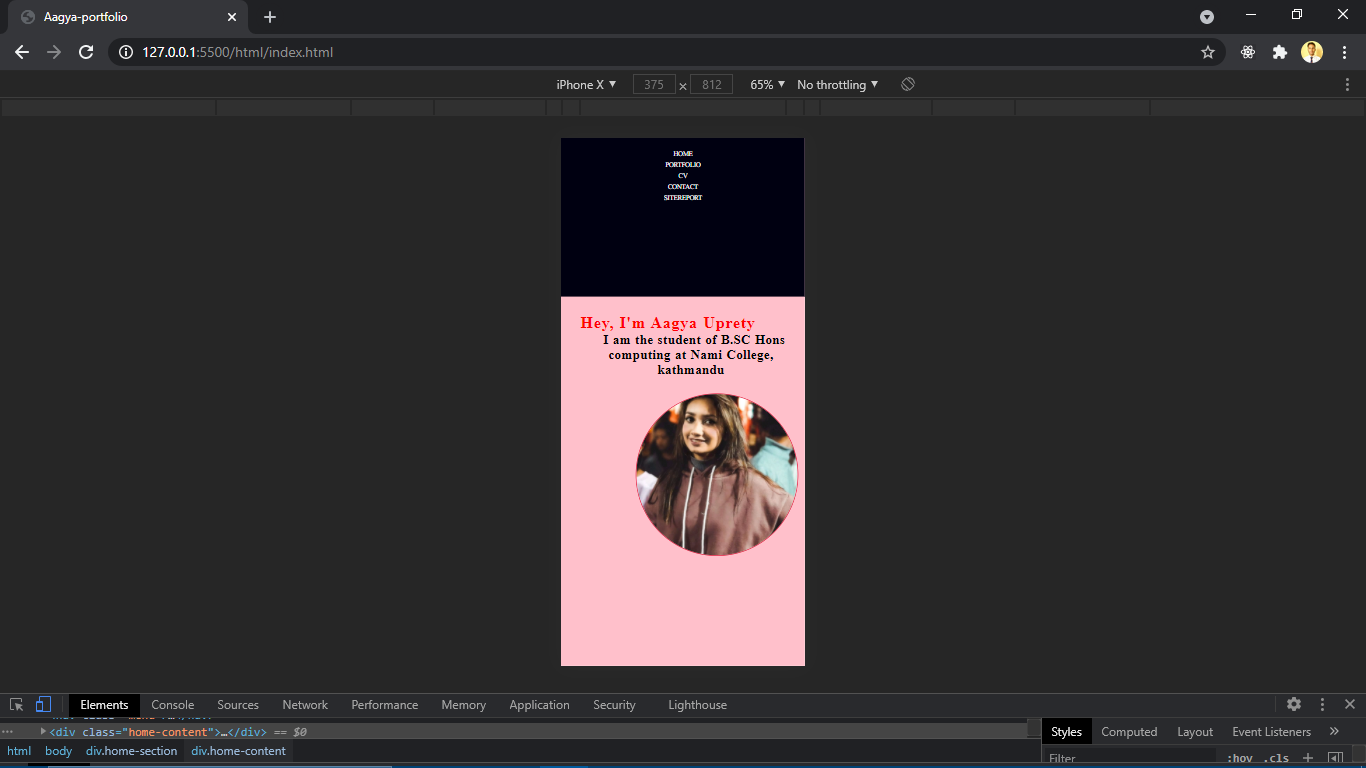 Aagya-portfolio
127.0.0.1:5500/html/index.html
iPhone X 375 × 812 65% No throttling
HOME
PORTFOLIO
CV
CONTACT
SITEREPORT
Hey, I'm Aagya Uprety
I am the student of B.SC Hons
computing at Nami College,
kathmandu
Elements Console Sources Network Performance Memory Application Security Lighthouse
<div class="home-content">…</div> == $0
html body div.home-section div.home-content
Styles Computed Layout Event Listeners
Filter :hov .cls